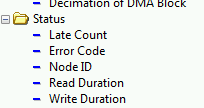 Decimation of DMA Block
Status
Late Count
Error Code
Node ID
Read Duration
Write Duration